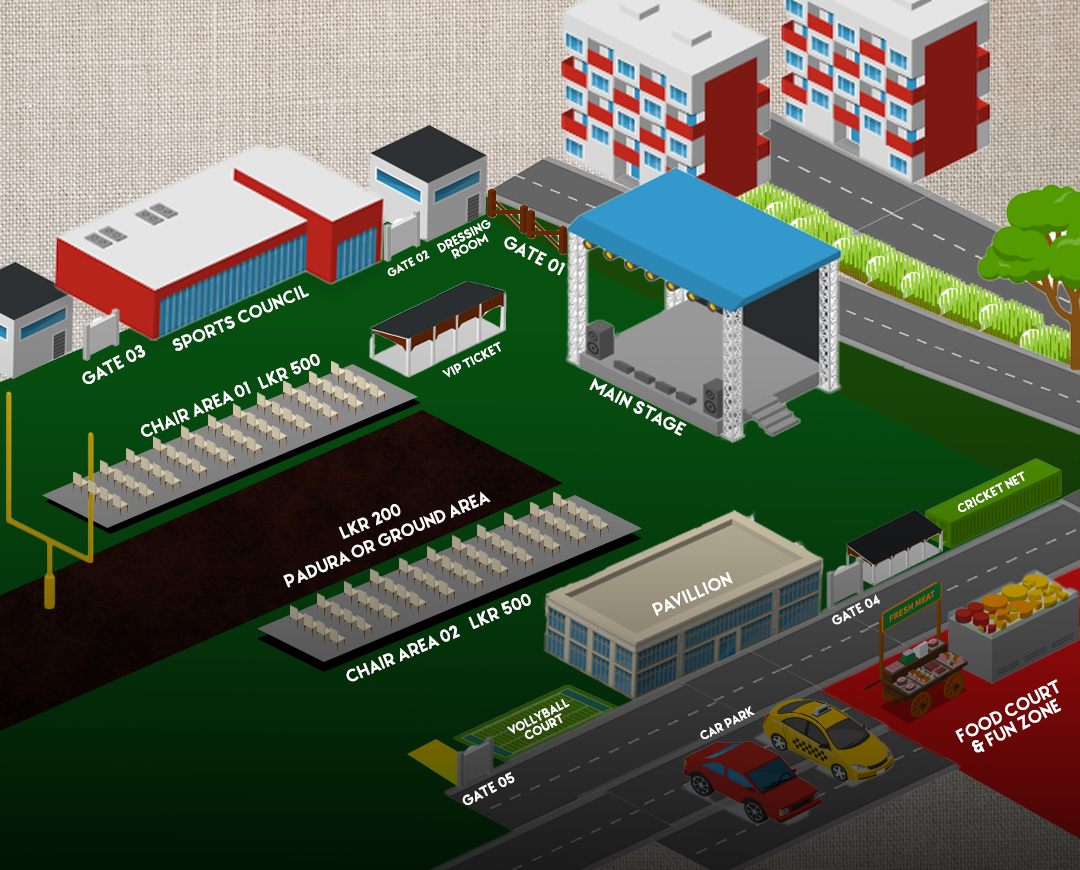 GATE 01
DRESSING
ROOM
GATE 02
SPORTS COUNCIL
GATE 03
VIP TICKET
CHAIR AREA 01 LKR 500
MAIN STAGE
LKR 200
PADURA OR GROUND AREA
CHAIR AREA 02 LKR 500
CRICKET NET
PAVILLION
GATE 04
FRESH MEAT
FOOD COURT
& FUN ZONE
VOLLYBALL
COURT
CAR PARK
GATE 05